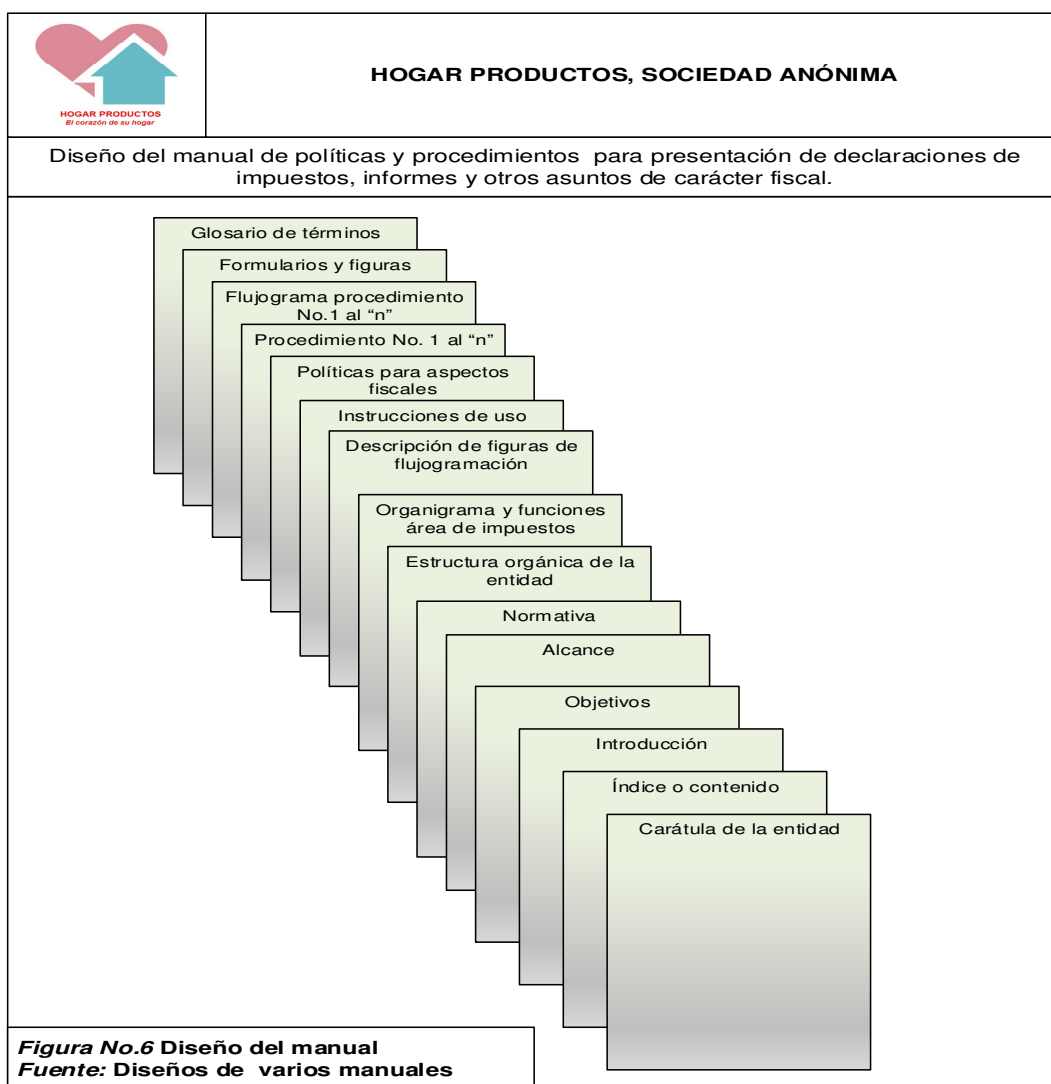 HOGAR PRODUCTOS
El corazón de su hogar
HOGAR PRODUCTOS, SOCIEDAD ANÓNIMA
Diseño del manual de políticas y procedimientos para presentación de declaraciones de
impuestos, informes y otros asuntos de carácter fiscal.
Glosario de términos
Formularios y figuras
Flujograma procedimiento
No.1 al “n”
Procedimiento No. 1 al “n”
Políticas para aspectos
fiscales
Instrucciones de uso
Descripción de figuras de
flujogramación
Organigrama y funciones
área de impuestos
Estructura orgánica de la
entidad
Normativa
Alcance
Objetivos
Introducción
Índice o contenido
Carátula de la entidad
Figura No.6 Diseño del manual
Fuente: Diseños de varios manuales